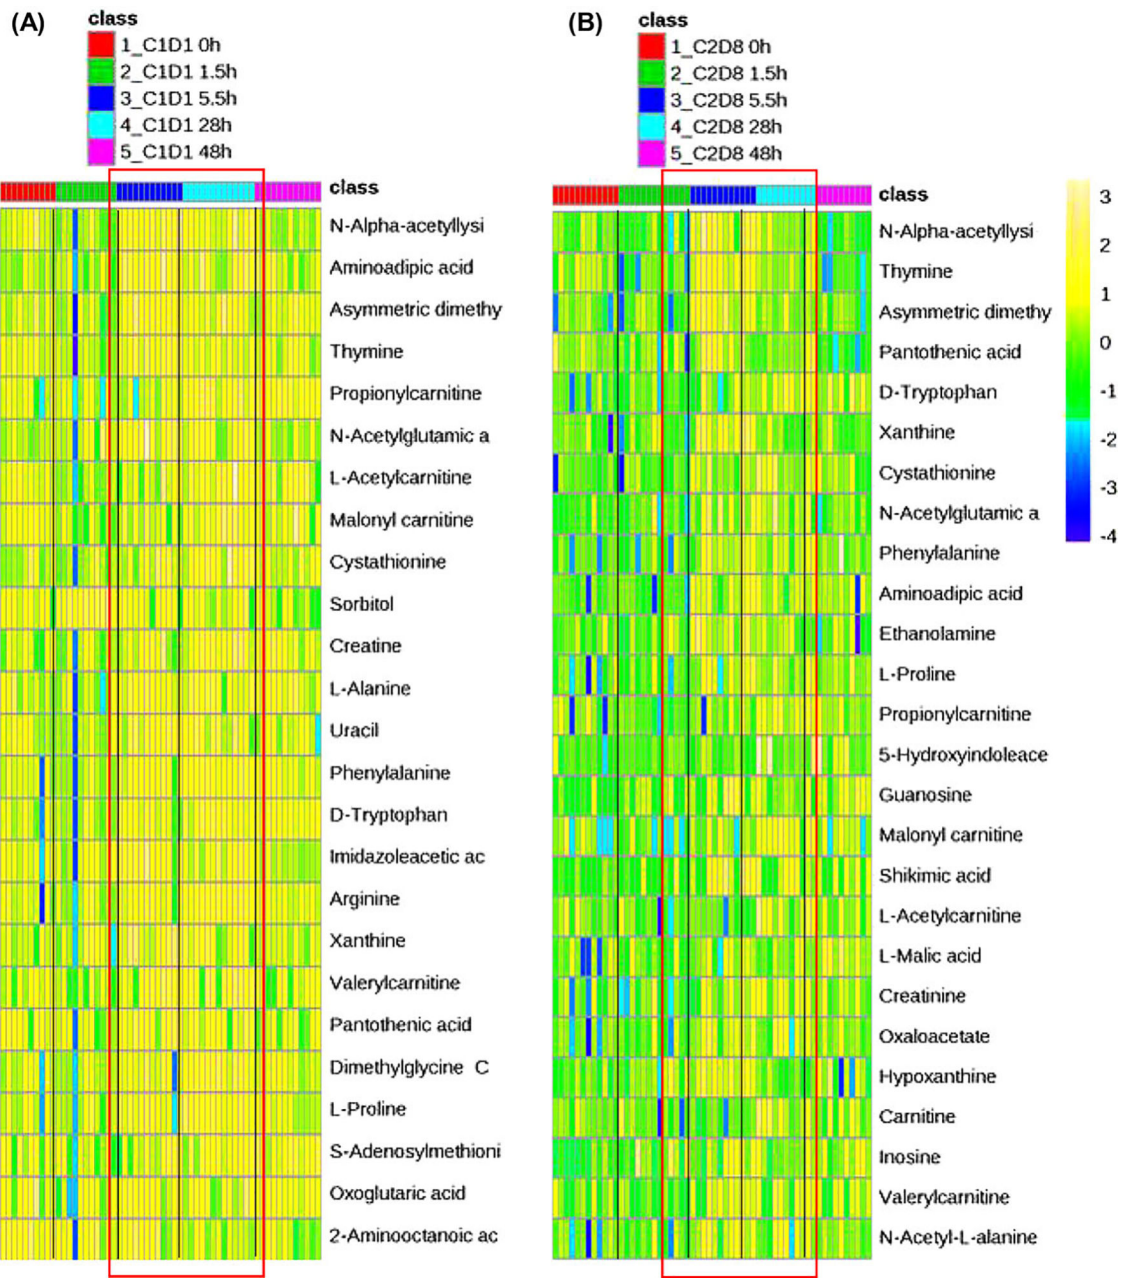 (A)
class
1_C1D1 0h
2_C1D1 1.5h
3_C1D1 5.5h
4_C1D1 28h
5_C1D1 48h
class
N-Alpha-acetyllysi
Aminoadipic acid
Asymmetric dimethy
Thymine
Propionylcarnitine
N-Acetylglutamic a
L-Acetylcarnitine
Malonyl carnitine
Cystathionine
Sorbitol
Creatine
L-Alanine
Uracil
Phenylalanine
D-Tryptophan
Imidazoleacetic ac
Arginine
Xanthine
Valerylcarnitine
Pantothenic acid
Dimethylglycine C
L-Proline
S-Adenosylmethioni
Oxoglutaric acid
2-Aminooctanoic ac
(B)
class
1_C2D8 0h
2_C2D8 1.5h
3_C2D8 5.5h
4_C2D8 28h
5_C2D8 48h
class
N-Alpha-acetyllysi
Thymine
Asymmetric dimethy
Pantothenic acid
D-Tryptophan
Xanthine
Cystathionine
N-Acetylglutamic a
Phenylalanine
Aminoadipic acid
Ethanolamine
L-Proline
Propionylcarnitine
5-Hydroxyindoleace
Guanosine
Malonyl carnitine
Shikimic acid
L-Acetylcarnitine
L-Malic acid
Creatinine
Oxaloacetate
Hypoxanthine
Carnitine
Inosine
Valerylcarnitine
N-Acetyl-L-alanine
3
2
1
0
-1
-2
-3
-4